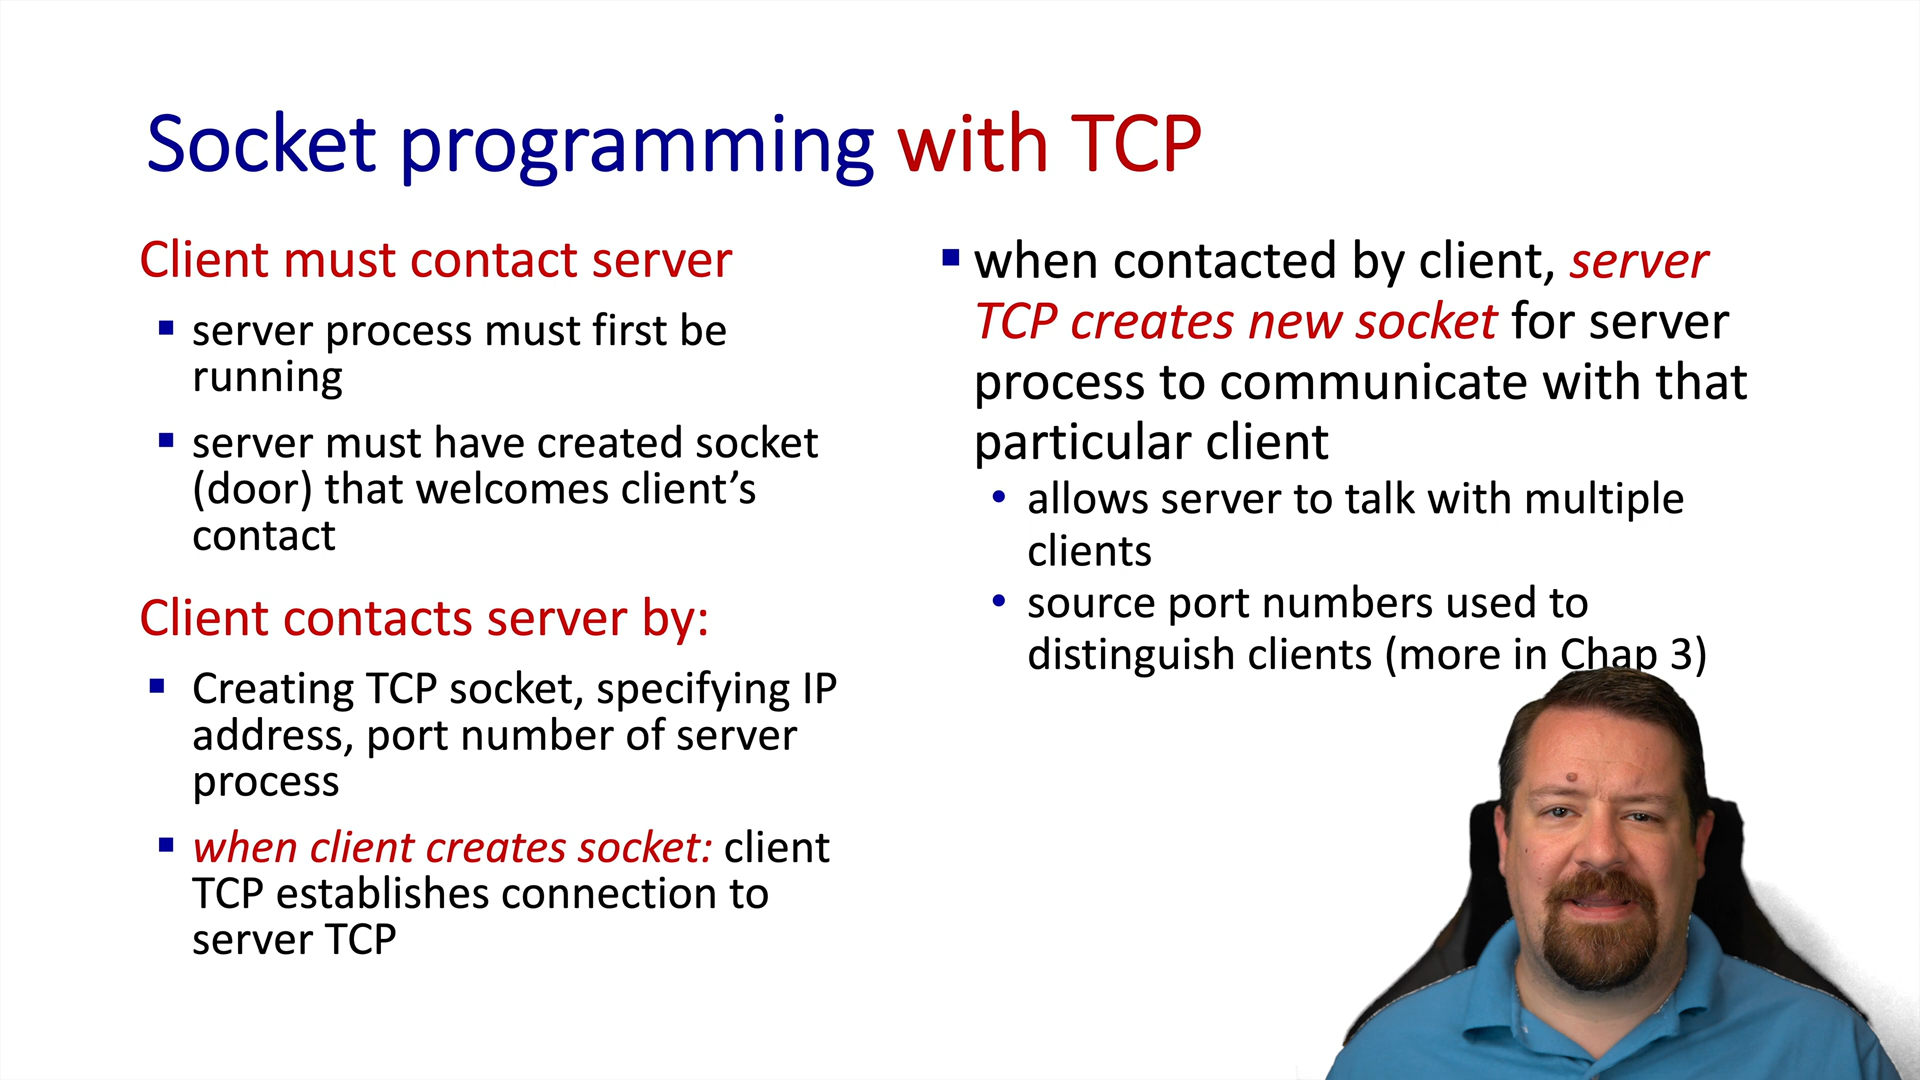 Socket programming with TCP
Client must contact server
▪ server process must first be
running
▪ server must have created socket
(door) that welcomes client’s
contact
Client contacts server by:
▪ Creating TCP socket, specifying IP
address, port number of server
process
▪ when client creates socket: client
TCP establishes connection to
server TCP
▪ when contacted by client, server
TCP creates new socket for server
process to communicate with that
particular client
• allows server to talk with multiple
clients
• source port numbers used to
distinguish clients (more in Chap 3)